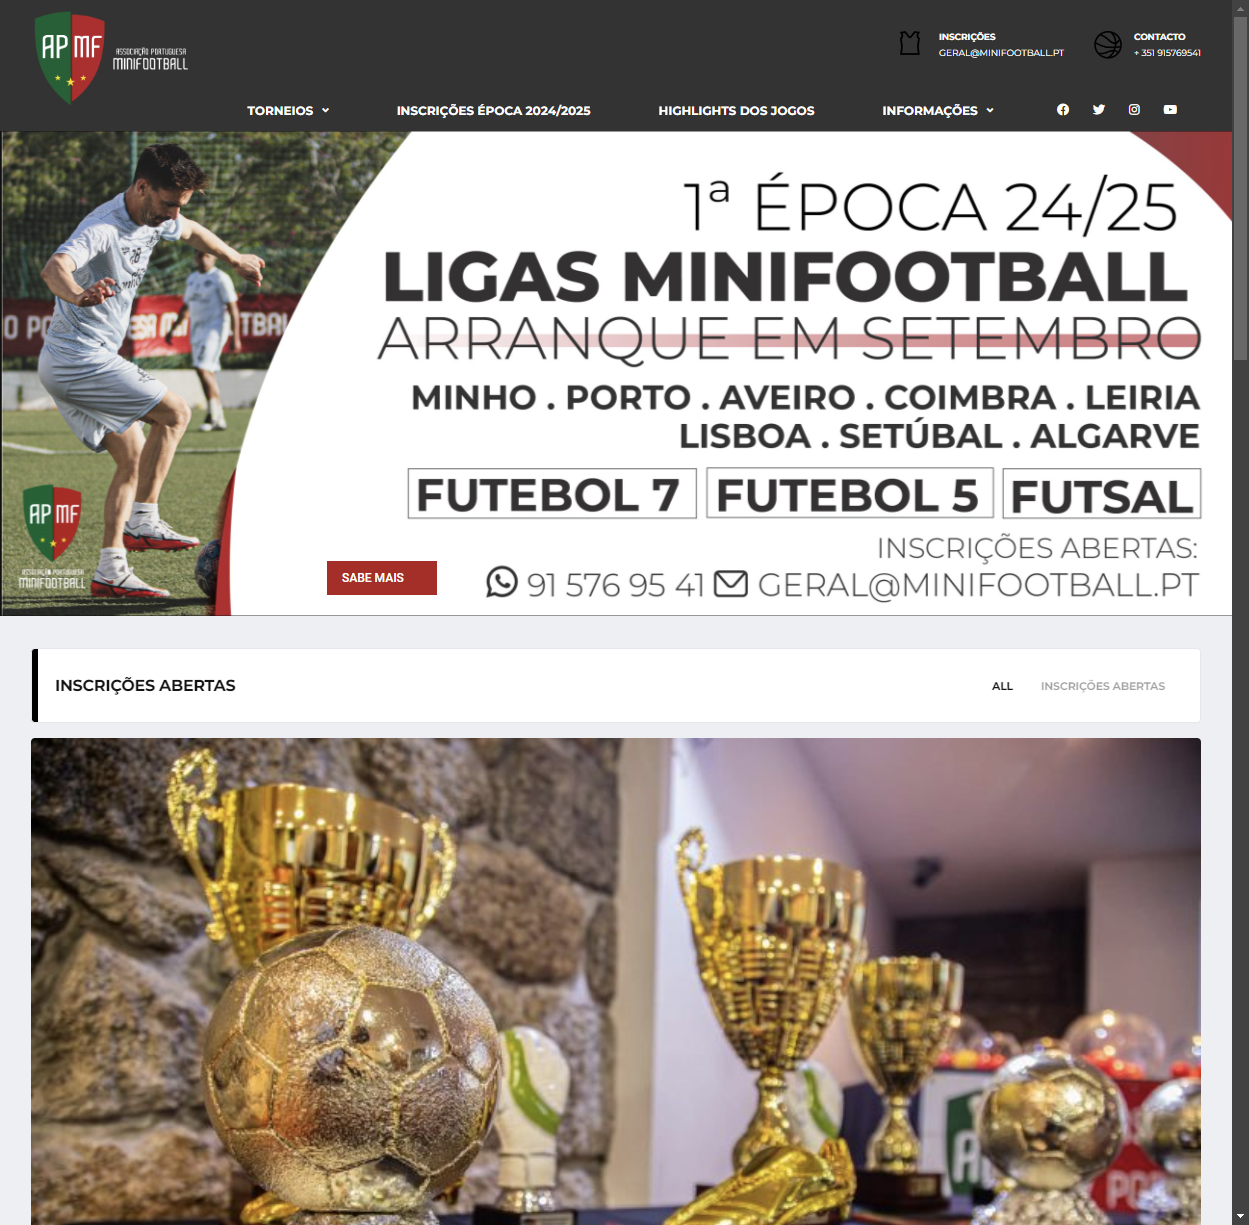 AP MF
ASSOCIAÇÃO PORTUGUESA
MINIFOOTBALL
INSCRIÇÕES
GERAL@MINIFOOTBALL.PT
CONTACTO
+ 351 915769541
TORNEIOS
INSCRIÇÕES ÉPOCA 2024/2025
HIGHLIGHTS DOS JOGOS
INFORMAÇÕES
1ª ÉPOCA 24/25
LIGAS MINIFOOTBALL
ARRANQUE EM SETEMBRO
MINHO . PORTO . AVEIRO . COIMBRA . LEIRIA
LISBOA . SETÚBAL . ALGARVE
FUTEBOL 7
FUTEBOL 5
FUTSAL
INSCRIÇÕES ABERTAS:
91 576 95 41
GERAL@MINIFOOTBALL.PT
SABE MAIS
AP MF
ASSOCIAÇÃO PORTUGUESA
MINIFOOTBALL
INSCRIÇÕES ABERTAS
ALL
INSCRIÇÕES ABERTAS